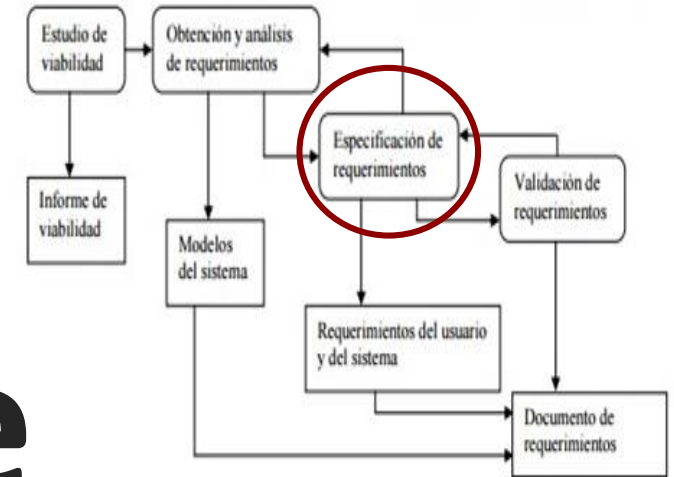 Estudio de
viabilidad
Obtención y análisis
de requerimientos
Especificación de
requerimientos
Validación de
requerimientos
Informe de
viabilidad
Modelos
del sistema
Requerimientos del usuario
y del sistema
Documento de
requerimientos
e